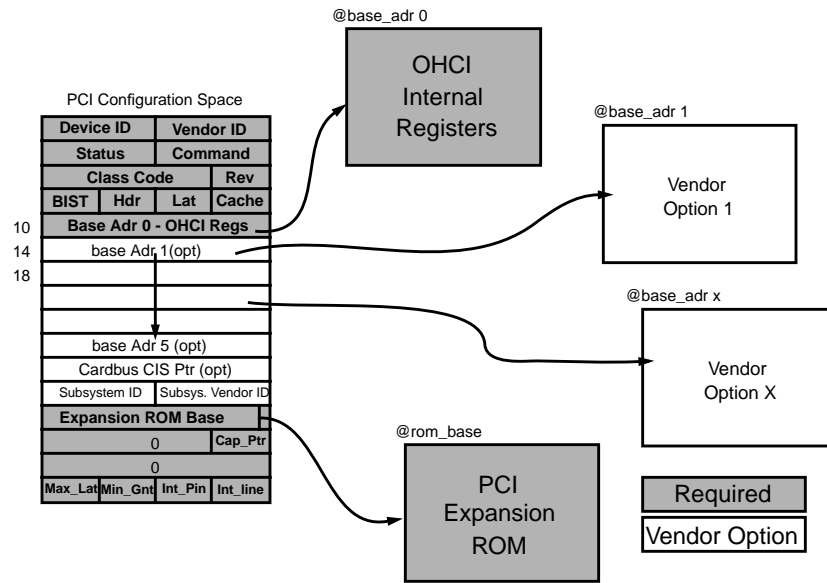 @base_adr 0
OHCI
Internal
Registers
PCI Configuration Space
Device ID Vendor ID
Status Command
Class Code Rev
BIST Hdr Lat Cache
10 Base Adr 0 - OHCI Regs
14 base Adr 1(opt)
18
base Adr 5 (opt)
Cardbus CIS Ptr (opt)
Subsystem ID Subsys. Vendor ID
Expansion ROM Base
0 Cap_Ptr
0
Max_Lat Min_Gnt Int_Pin Int_line
@base_adr 1
Vendor
Option 1
@base_adr x
Vendor
Option X
@rom_base
PCI
Expansion
ROM
Required
Vendor Option